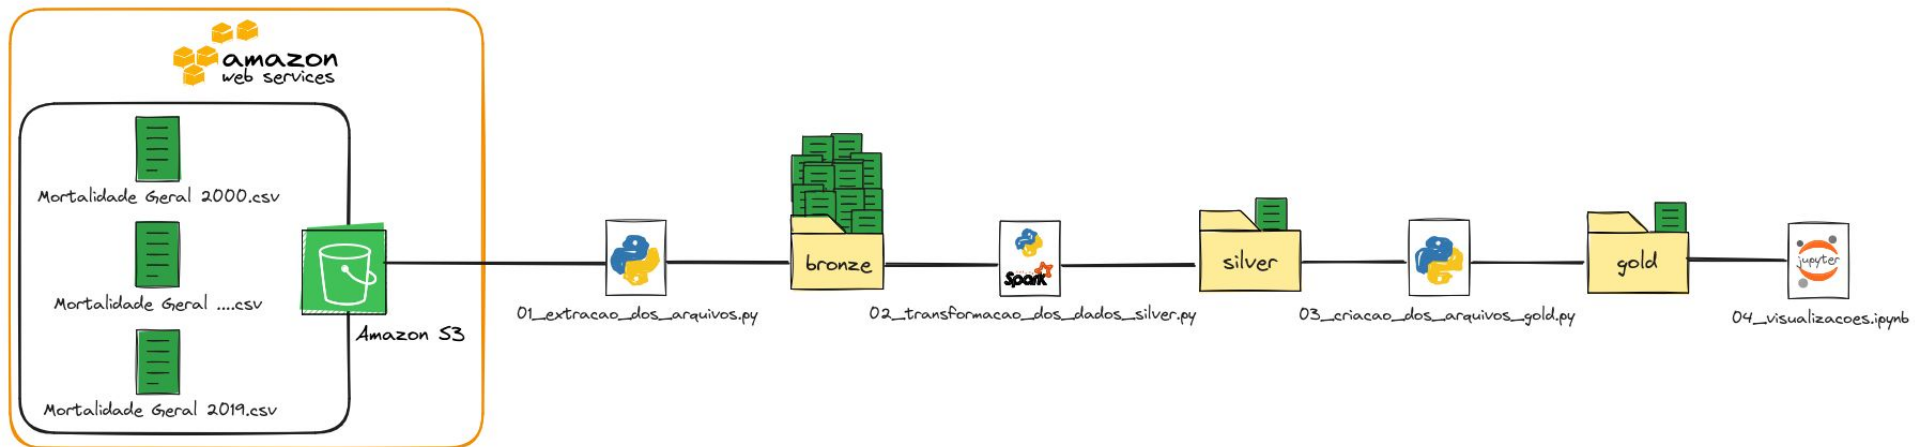 amazon
web services
Mortalidade Geral 2000.csv
Mortalidade Geral ....csv
Mortalidade Geral 2019.csv
Amazon S3
01_extracao_dos_arquivos.py
bronze
Spark
02_transformacao_dos_dados_silver.py
silver
03_criacao_dos_arquivos_gold.py
gold
jupyter
04_visualizacoes.ipynb